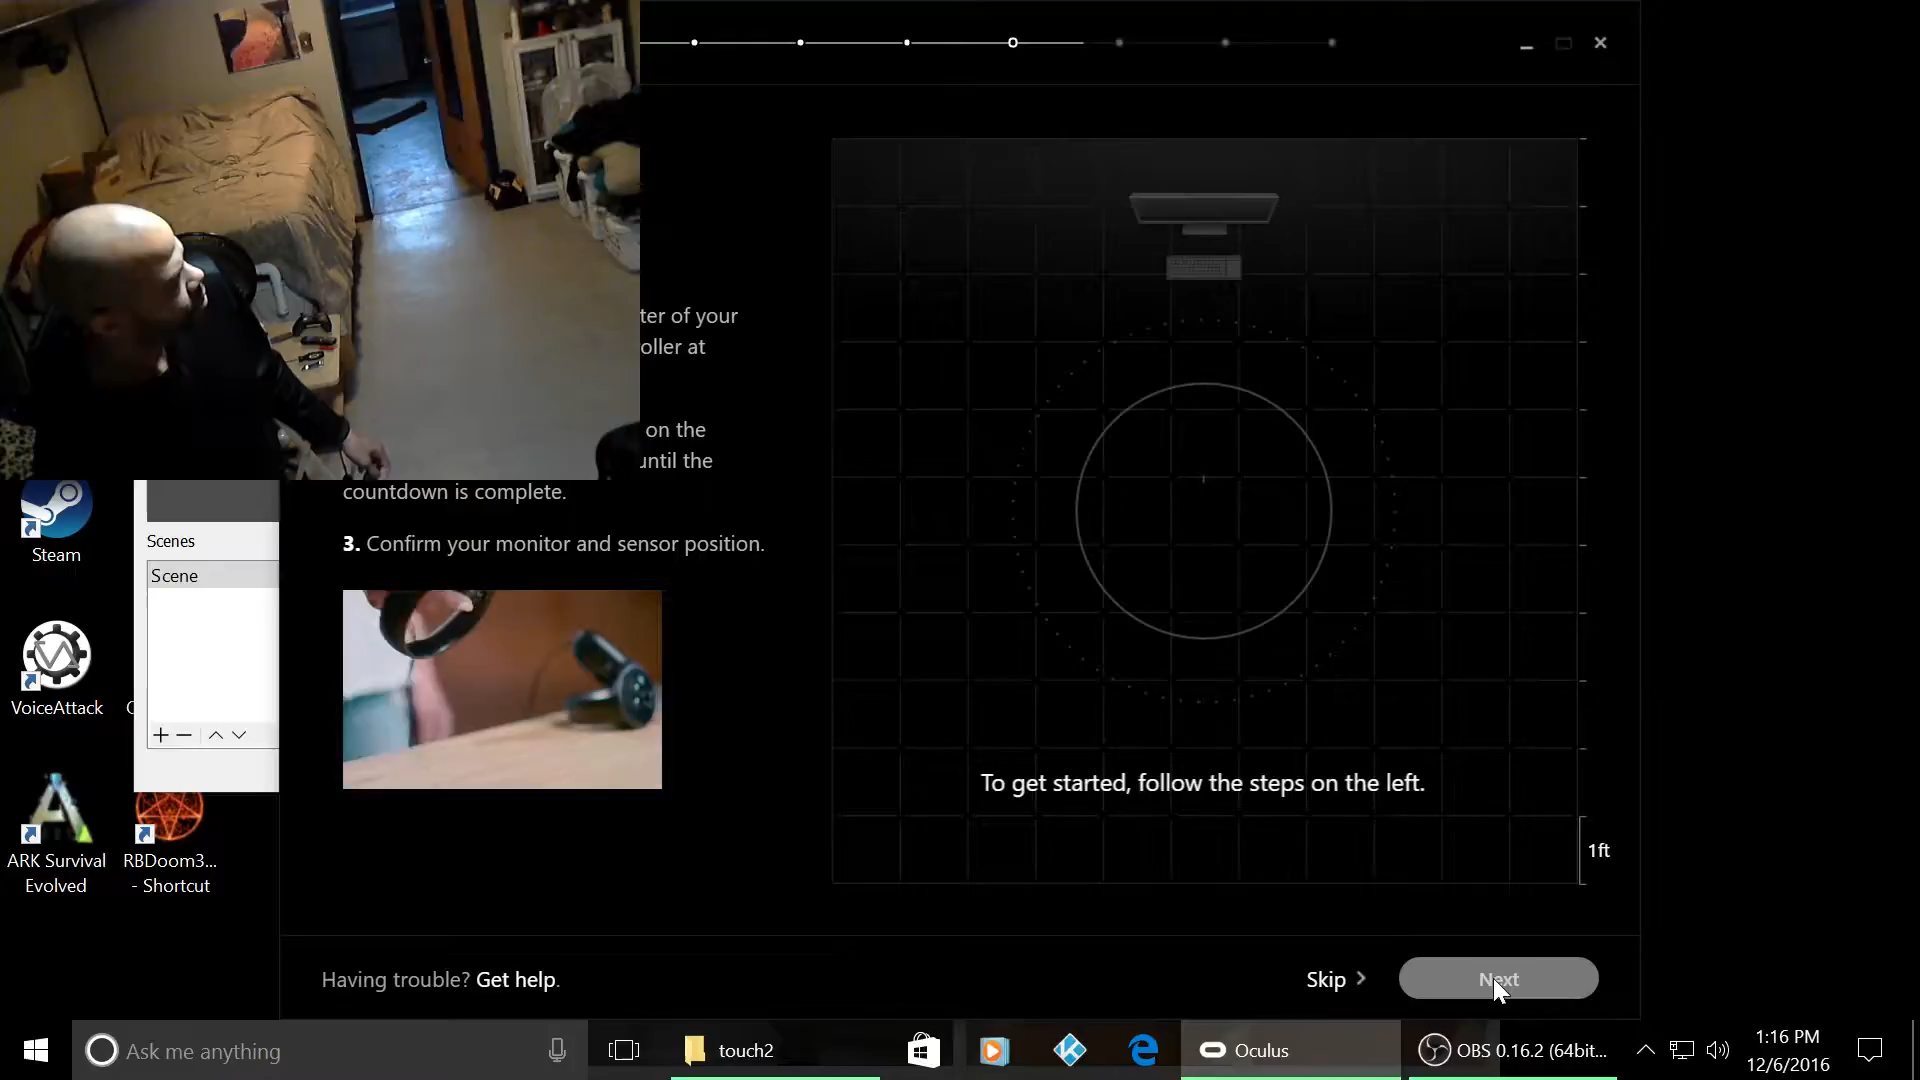 ter of your
oller at
on the
until the
countdown is complete.
3. Confirm your monitor and sensor position.
To get started, follow the steps on the left.
1ft
Having trouble? Get help.
Skip
Next
Steam
VoiceAttack
ARK Survival
Evolved
RBDoom3...
- Shortcut
Scenes
Scene
Ask me anything
touch2
Oculus
OBS 0.16.2 (64bit...
1:16 PM
12/6/2016